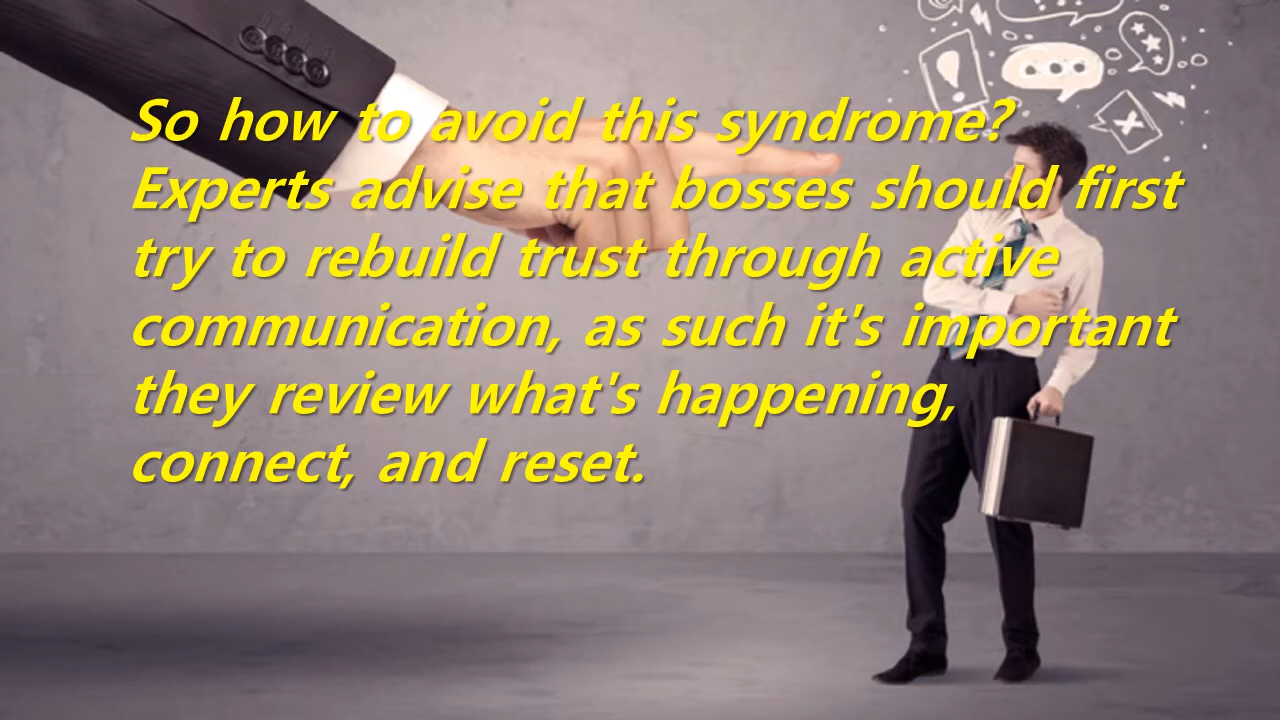 So how to avoid this syndrome?
Experts advise that bosses should first
try to rebuild trust through active
communication, as such it's important
they review what's happening,
connect, and reset.